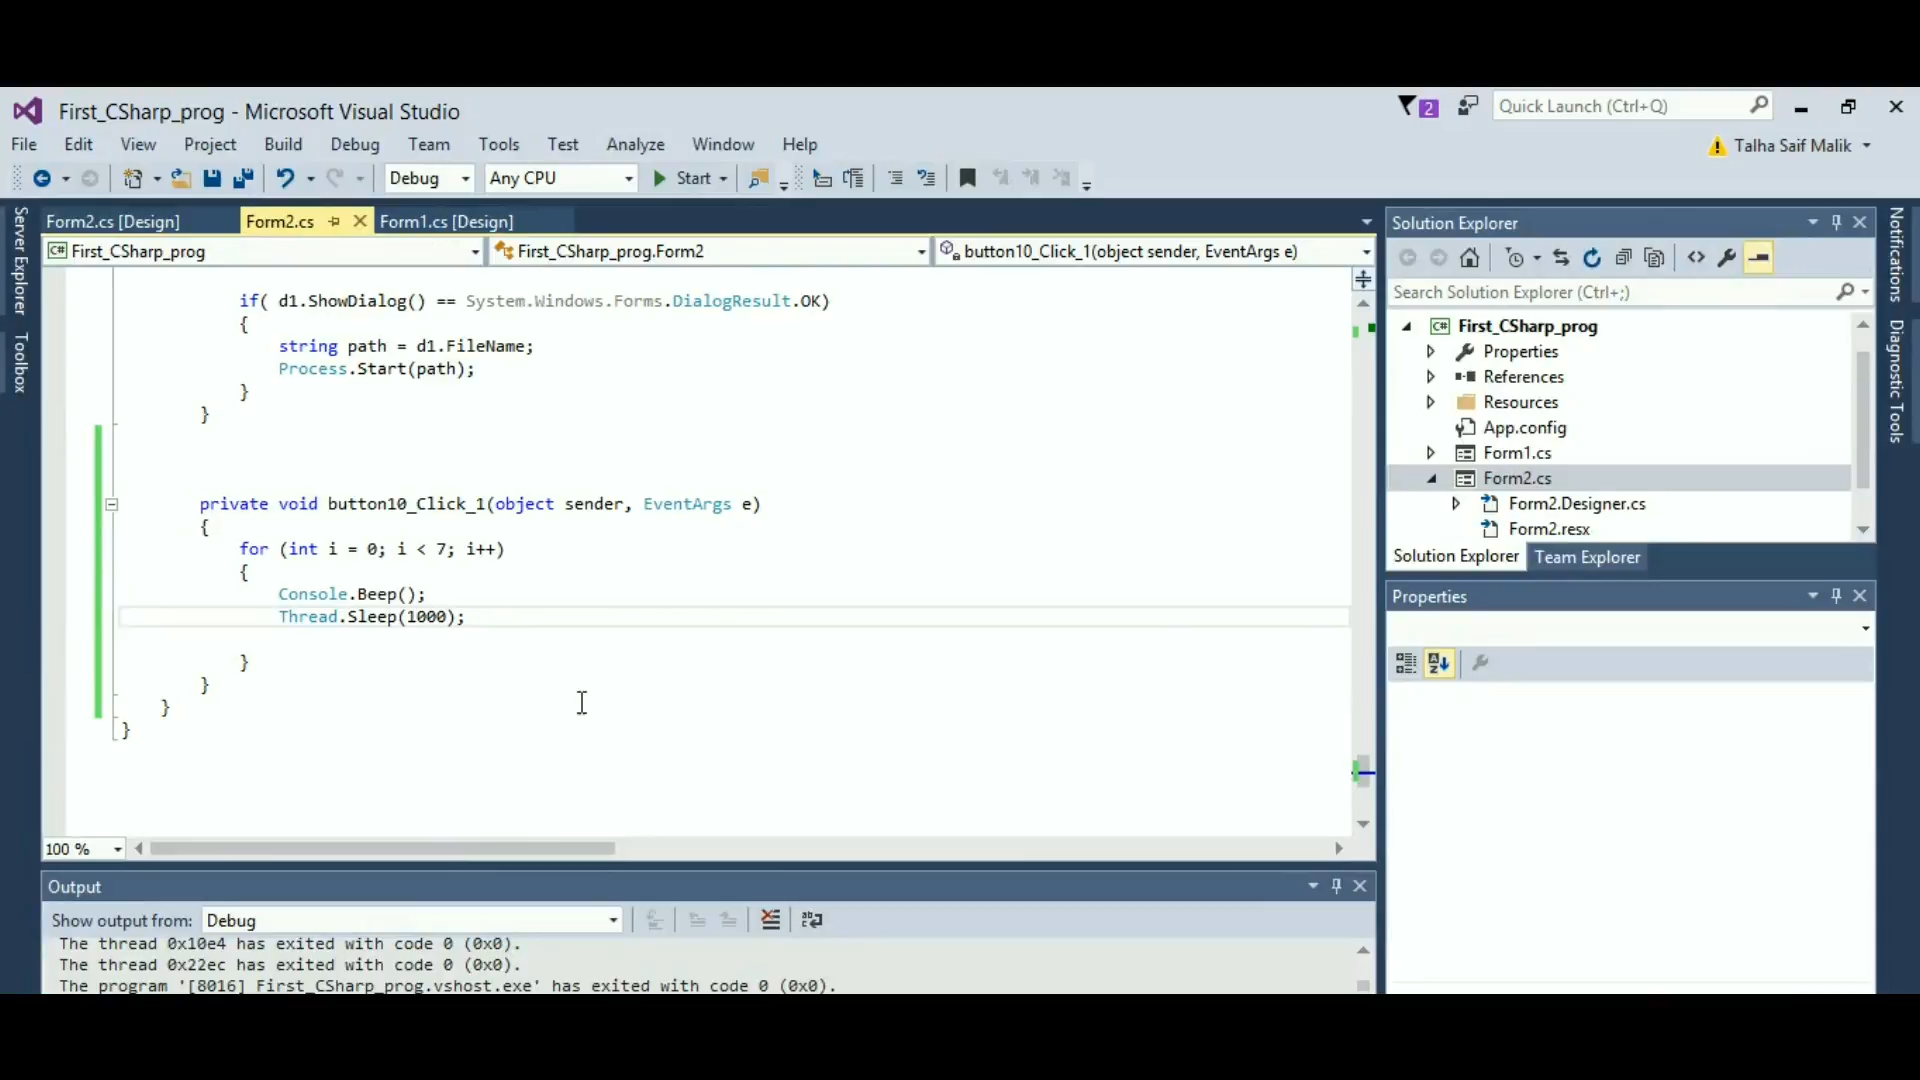 First_CSharp_prog - Microsoft Visual Studio
2
Quick Launch (Ctrl+Q)
File Edit View Project Build Debug Team Tools Test Analyze Window Help
Talha Saif Malik
Debug Any CPU Start
Server Explorer
Toolbox
Form2.cs [Design] Form2.cs Form1.cs [Design]
C# First_CSharp_prog First_CSharp_prog.Form2 button10_Click_1(object sender, EventArgs e)
if( d1.ShowDialog() == System.Windows.Forms.DialogResult.OK)
{
string path = d1.FileName;
Process.Start(path);
}
}
private void button10_Click_1(object sender, EventArgs e)
{
for (int i = 0; i < 7; i++)
{
Console.Beep();
Thread.Sleep(1000);
}
}
}
}
100 %
Output
Show output from: Debug
The thread 0x10e4 has exited with code 0 (0x0).
The thread 0x22ec has exited with code 0 (0x0).
The program '[8016] First_CSharp_prog.vshost.exe' has exited with code 0 (0x0).
Solution Explorer
Search Solution Explorer (Ctrl+;)
C# First_CSharp_prog
Properties
References
Resources
App.config
Form1.cs
Form2.cs
Form2.Designer.cs
Form2.resx
Solution Explorer Team Explorer
Properties
Notifications
Diagnostic Tools